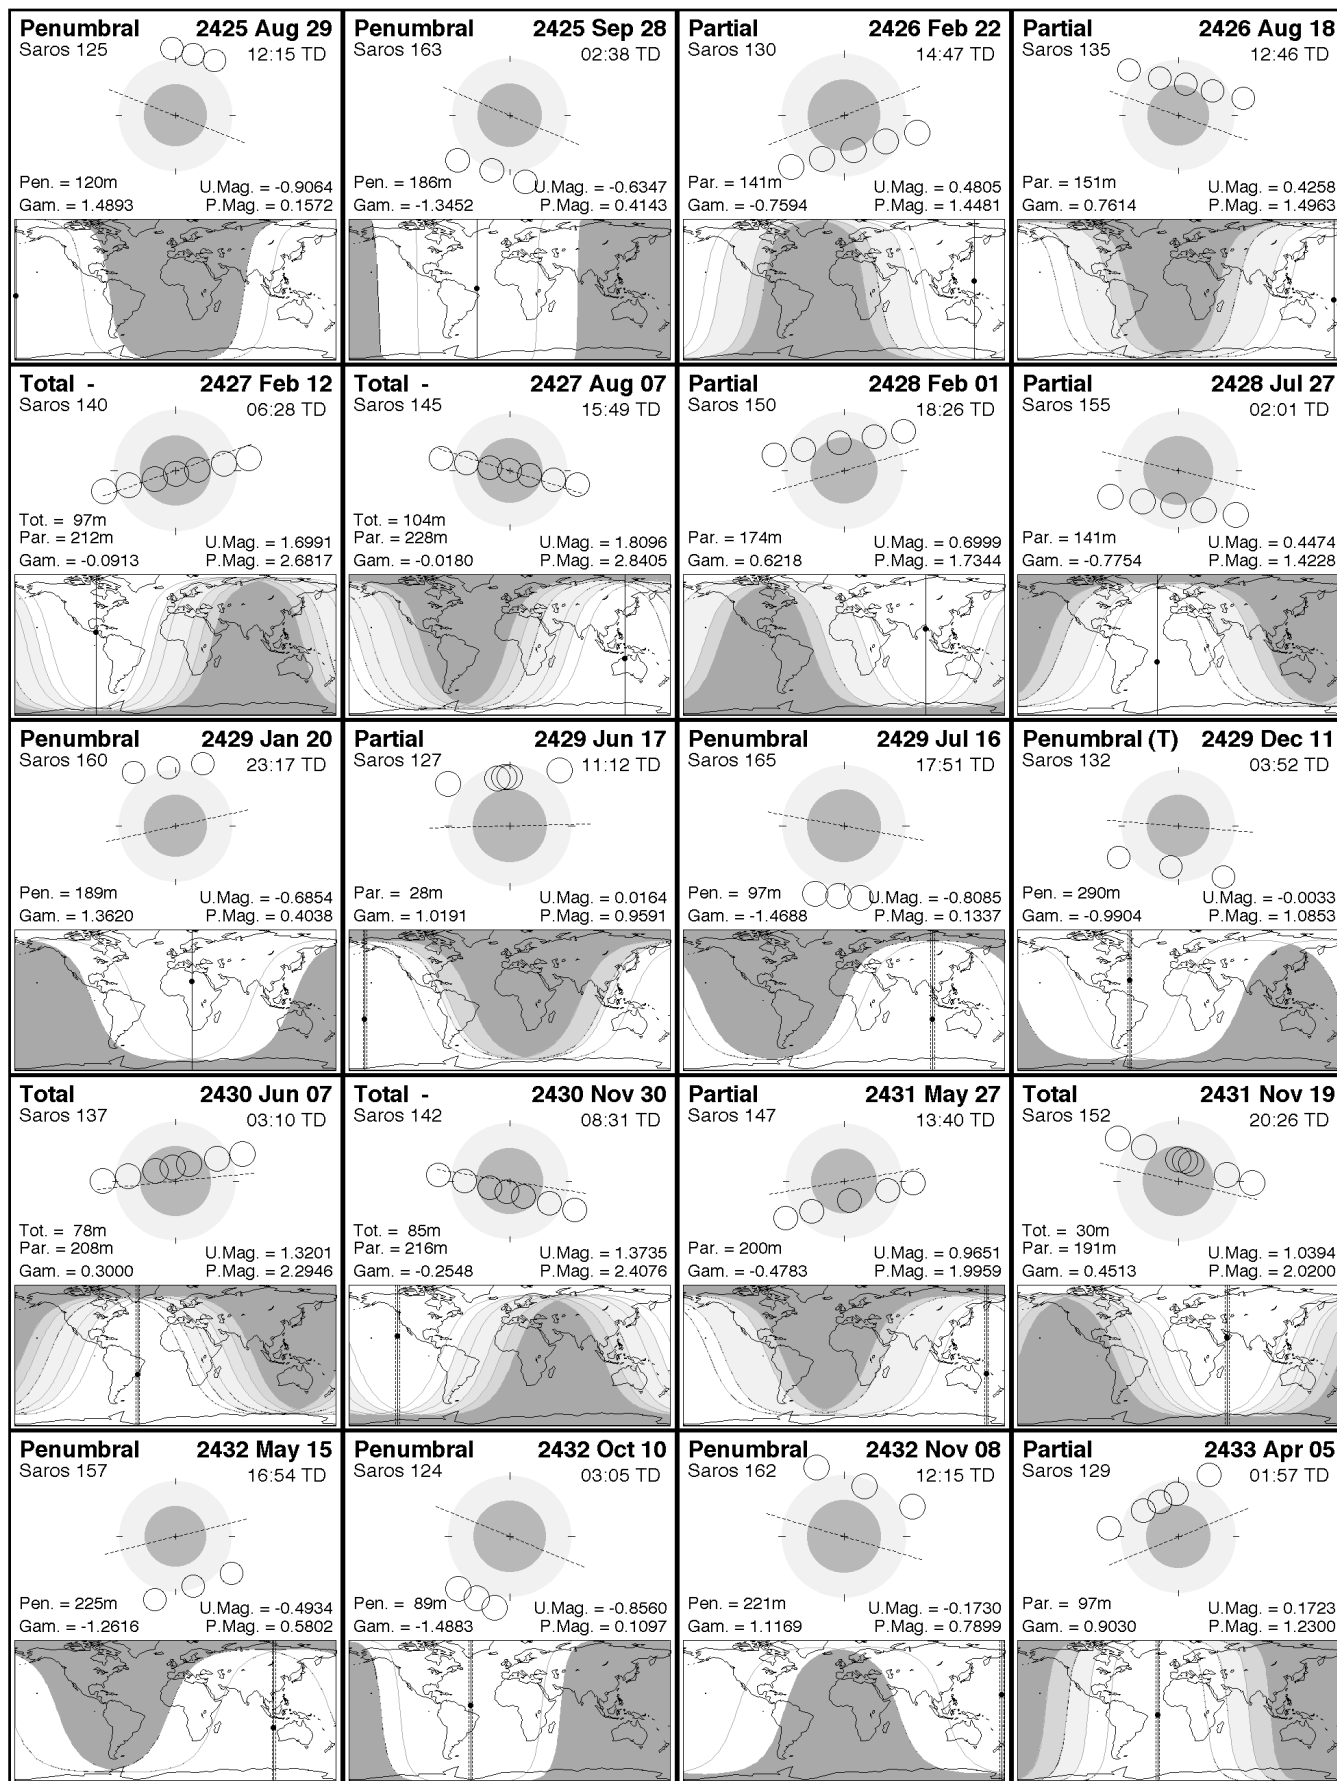 Penumbral 2425 Aug 29
Saros 125 12:15 TD
Pen. = 120m U.Mag. = -0.9064
Gam. = 1.4893 P.Mag. = 0.1572
Penumbral 2425 Sep 28
Saros 163 02:38 TD
Pen. = 186m U.Mag. = -0.6347
Gam. = -1.3452 P.Mag. = 0.4143
Partial 2426 Feb 22
Saros 130 14:47 TD
Par. = 141m U.Mag. = 0.4805
Gam. = -0.7594 P.Mag. = 1.4481
Partial 2426 Aug 18
Saros 135 12:46 TD
Par. = 151m U.Mag. = 0.4258
Gam. = 0.7614 P.Mag. = 1.4963
Total - 2427 Feb 12
Saros 140 06:28 TD
Tot. = 97m
Par. = 212m U.Mag. = 1.6991
Gam. = -0.0913 P.Mag. = 2.6817
Total - 2427 Aug 07
Saros 145 15:49 TD
Tot. = 104m
Par. = 228m U.Mag. = 1.8096
Gam. = -0.0180 P.Mag. = 2.8405
Partial 2428 Feb 01
Saros 150 18:26 TD
Par. = 174m U.Mag. = 0.6999
Gam. = 0.6218 P.Mag. = 1.7344
Partial 2428 Jul 27
Saros 155 02:01 TD
Par. = 141m U.Mag. = 0.4474
Gam. = -0.7754 P.Mag. = 1.4228
Penumbral 2429 Jan 20
Saros 160 23:17 TD
Pen. = 189m U.Mag. = -0.6854
Gam. = 1.3620 P.Mag. = 0.4038
Partial 2429 Jun 17
Saros 127 11:12 TD
Par. = 28m U.Mag. = 0.0164
Gam. = 1.0191 P.Mag. = 0.9591
Penumbral 2429 Jul 16
Saros 165 17:51 TD
Pen. = 97m U.Mag. = -0.8085
Gam. = -1.4688 P.Mag. = 0.1337
Penumbral (T) 2429 Dec 11
Saros 132 03:52 TD
Pen. = 290m U.Mag. = -0.0033
Gam. = -0.9904 P.Mag. = 1.0853
Total 2430 Jun 07
Saros 137 03:10 TD
Tot. = 78m
Par. = 208m U.Mag. = 1.3201
Gam. = 0.3000 P.Mag. = 2.2946
Total - 2430 Nov 30
Saros 142 08:31 TD
Tot. = 85m
Par. = 216m U.Mag. = 1.3735
Gam. = -0.2548 P.Mag. = 2.4076
Partial 2431 May 27
Saros 147 13:40 TD
Par. = 200m U.Mag. = 0.9651
Gam. = -0.4783 P.Mag. = 1.9959
Total 2431 Nov 19
Saros 152 20:26 TD
Tot. = 30m
Par. = 191m U.Mag. = 1.0394
Gam. = 0.4513 P.Mag. = 2.0200
Penumbral 2432 May 15
Saros 157 16:54 TD
Pen. = 225m U.Mag. = -0.4934
Gam. = -1.2616 P.Mag. = 0.5802
Penumbral 2432 Oct 10
Saros 124 03:05 TD
Pen. = 89m U.Mag. = -0.8560
Gam. = -1.4883 P.Mag. = 0.1097
Penumbral 2432 Nov 08
Saros 162 12:15 TD
Pen. = 221m U.Mag. = -0.1730
Gam. = 1.1169 P.Mag. = 0.7899
Partial 2433 Apr 05
Saros 129 01:57 TD
Par. = 97m U.Mag. = 0.1723
Gam. = 0.9030 P.Mag. = 1.2300